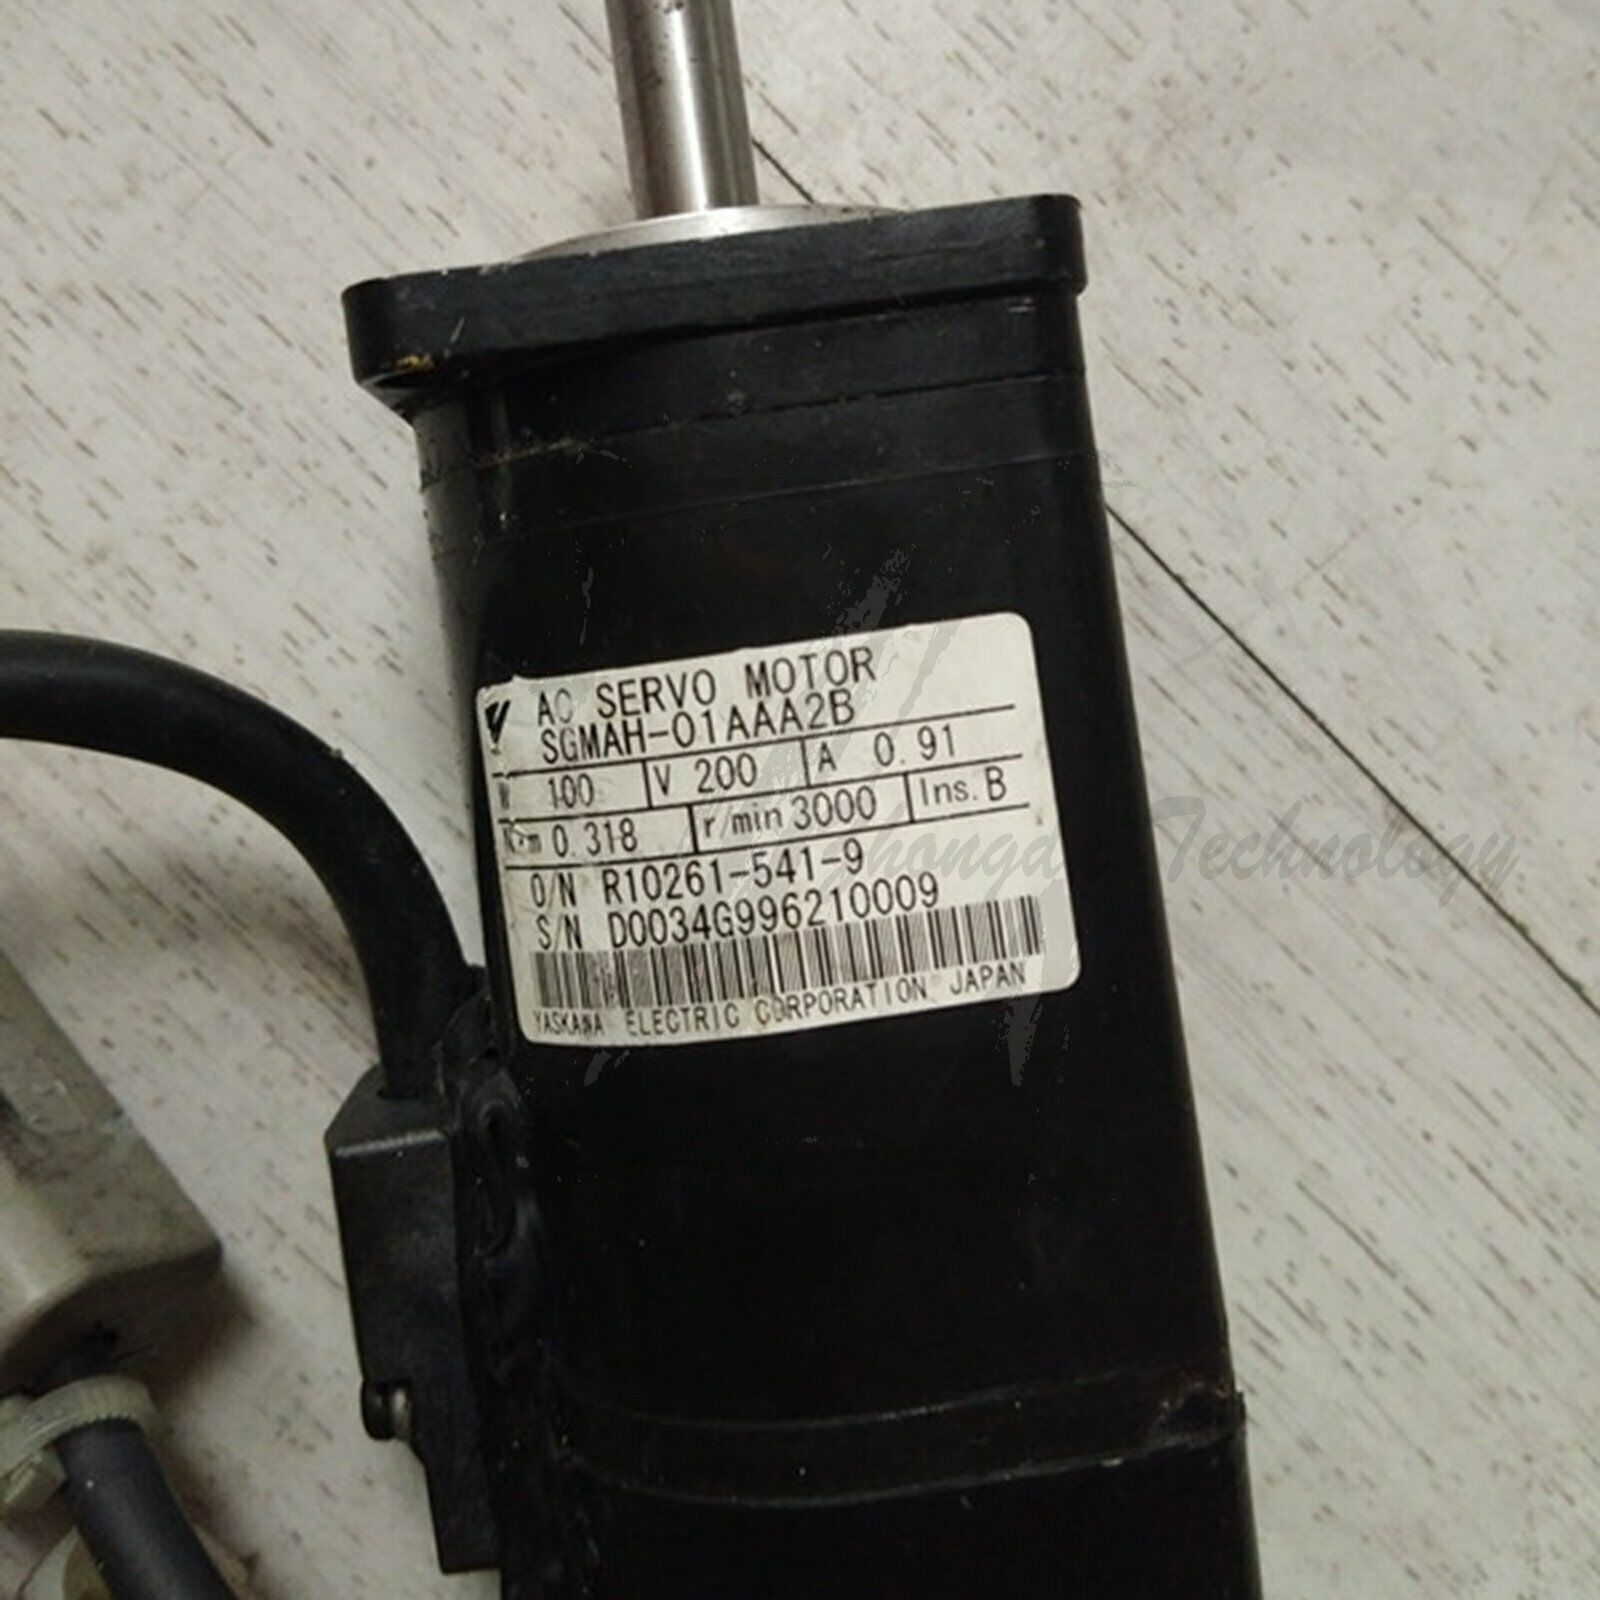 AC SERVO MOTOR
SGMAH-01AAA2B
W 100 V 200 A 0.91
N·m 0.318 r/min 3000 Ins. B
O/N R10261-541-9
S/N D0034G996210009
YASKAWA ELECTRIC CORPORATION JAPAN
Technology